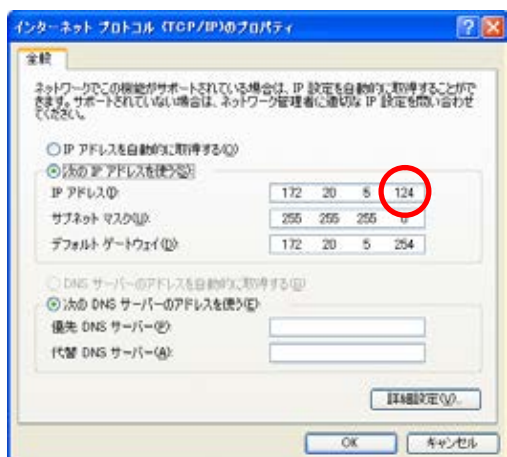 インターネット プロトコル (TCP/IP)のプロパティ
全般
ネットワークでこの機能がサポートされている場合は、IP 設定を自動的に取得することがで
きます。サポートされていない場合は、ネットワーク管理者に適切な IP 設定を問い合わせ
てください。
IP アドレスを自動的に取得する(O)
次の IP アドレスを使う(S):
IP アドレス(I): 172 20 5 124
サブネット マスク(U): 255 255 255 0
デフォルト ゲートウェイ(D): 172 20 5 254
DNS サーバーのアドレスを自動的に取得する(B)
次の DNS サーバーのアドレスを使う(E):
優先 DNS サーバー(P):
代替 DNS サーバー(A):
詳細設定(V)...
OK キャンセル